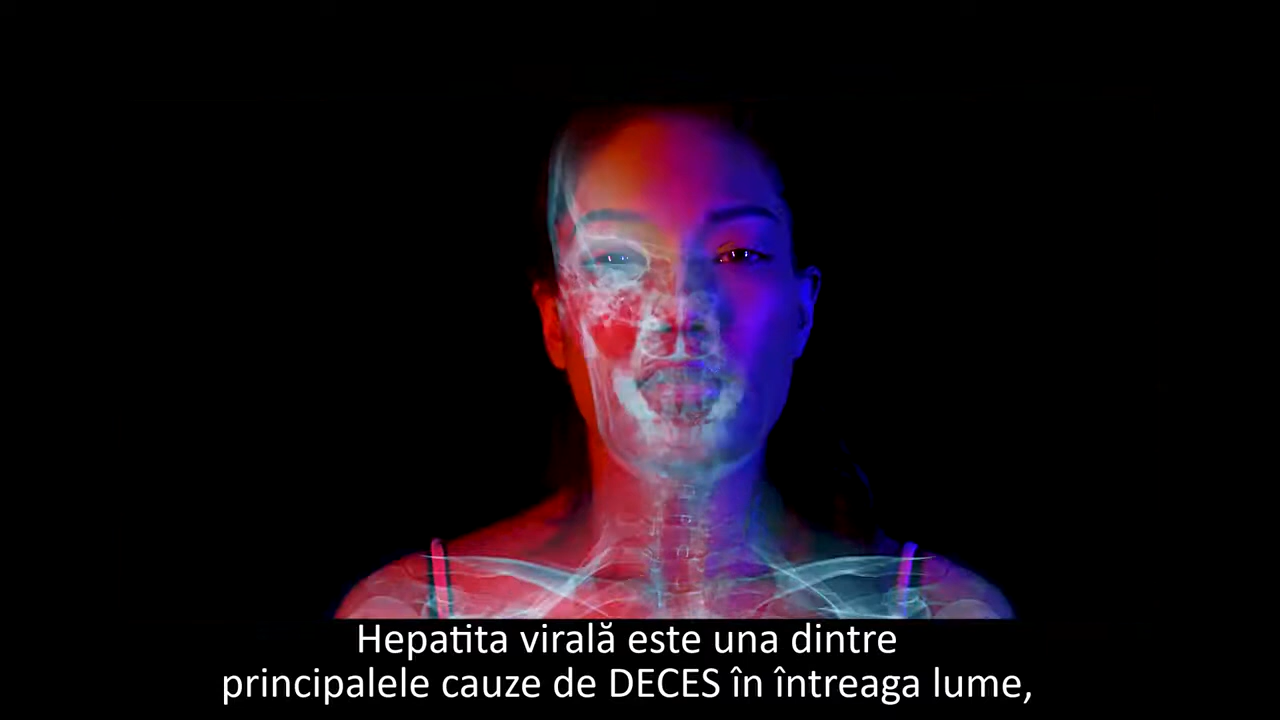 Hepatita virală este una dintre
principalele cauze de DECES în întreaga lume,